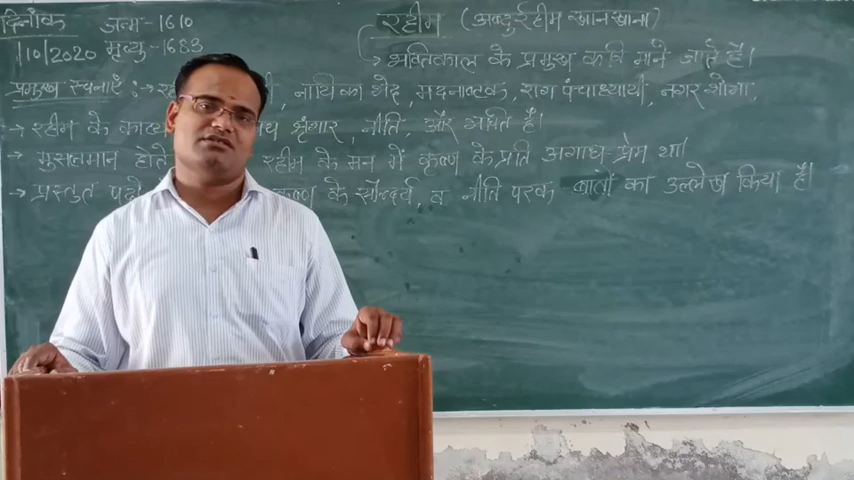 दिनाँक जन्म-1610 रहीम (अब्दुर्रहीम खानखाना)
1/10/2020 मृत्यु-1683 → भक्तिकाल के प्रमुख कवि माने जाते हैं।
प्रमुख रचनाएँ :→ नायिका भेद, मदनाष्टक, रास पंचाध्यायी, नगर शोभा,
→ रहीम के काव्य शृंगार, नीति, और भक्ति हैं।
→ मुसलमान होते रहीम के मन में कृष्ण के प्रति अगाध प्रेम था।
→ प्रस्तुत पदों कृष्ण के सौन्दर्य, व नीति परक बातों का उल्लेख किया है।